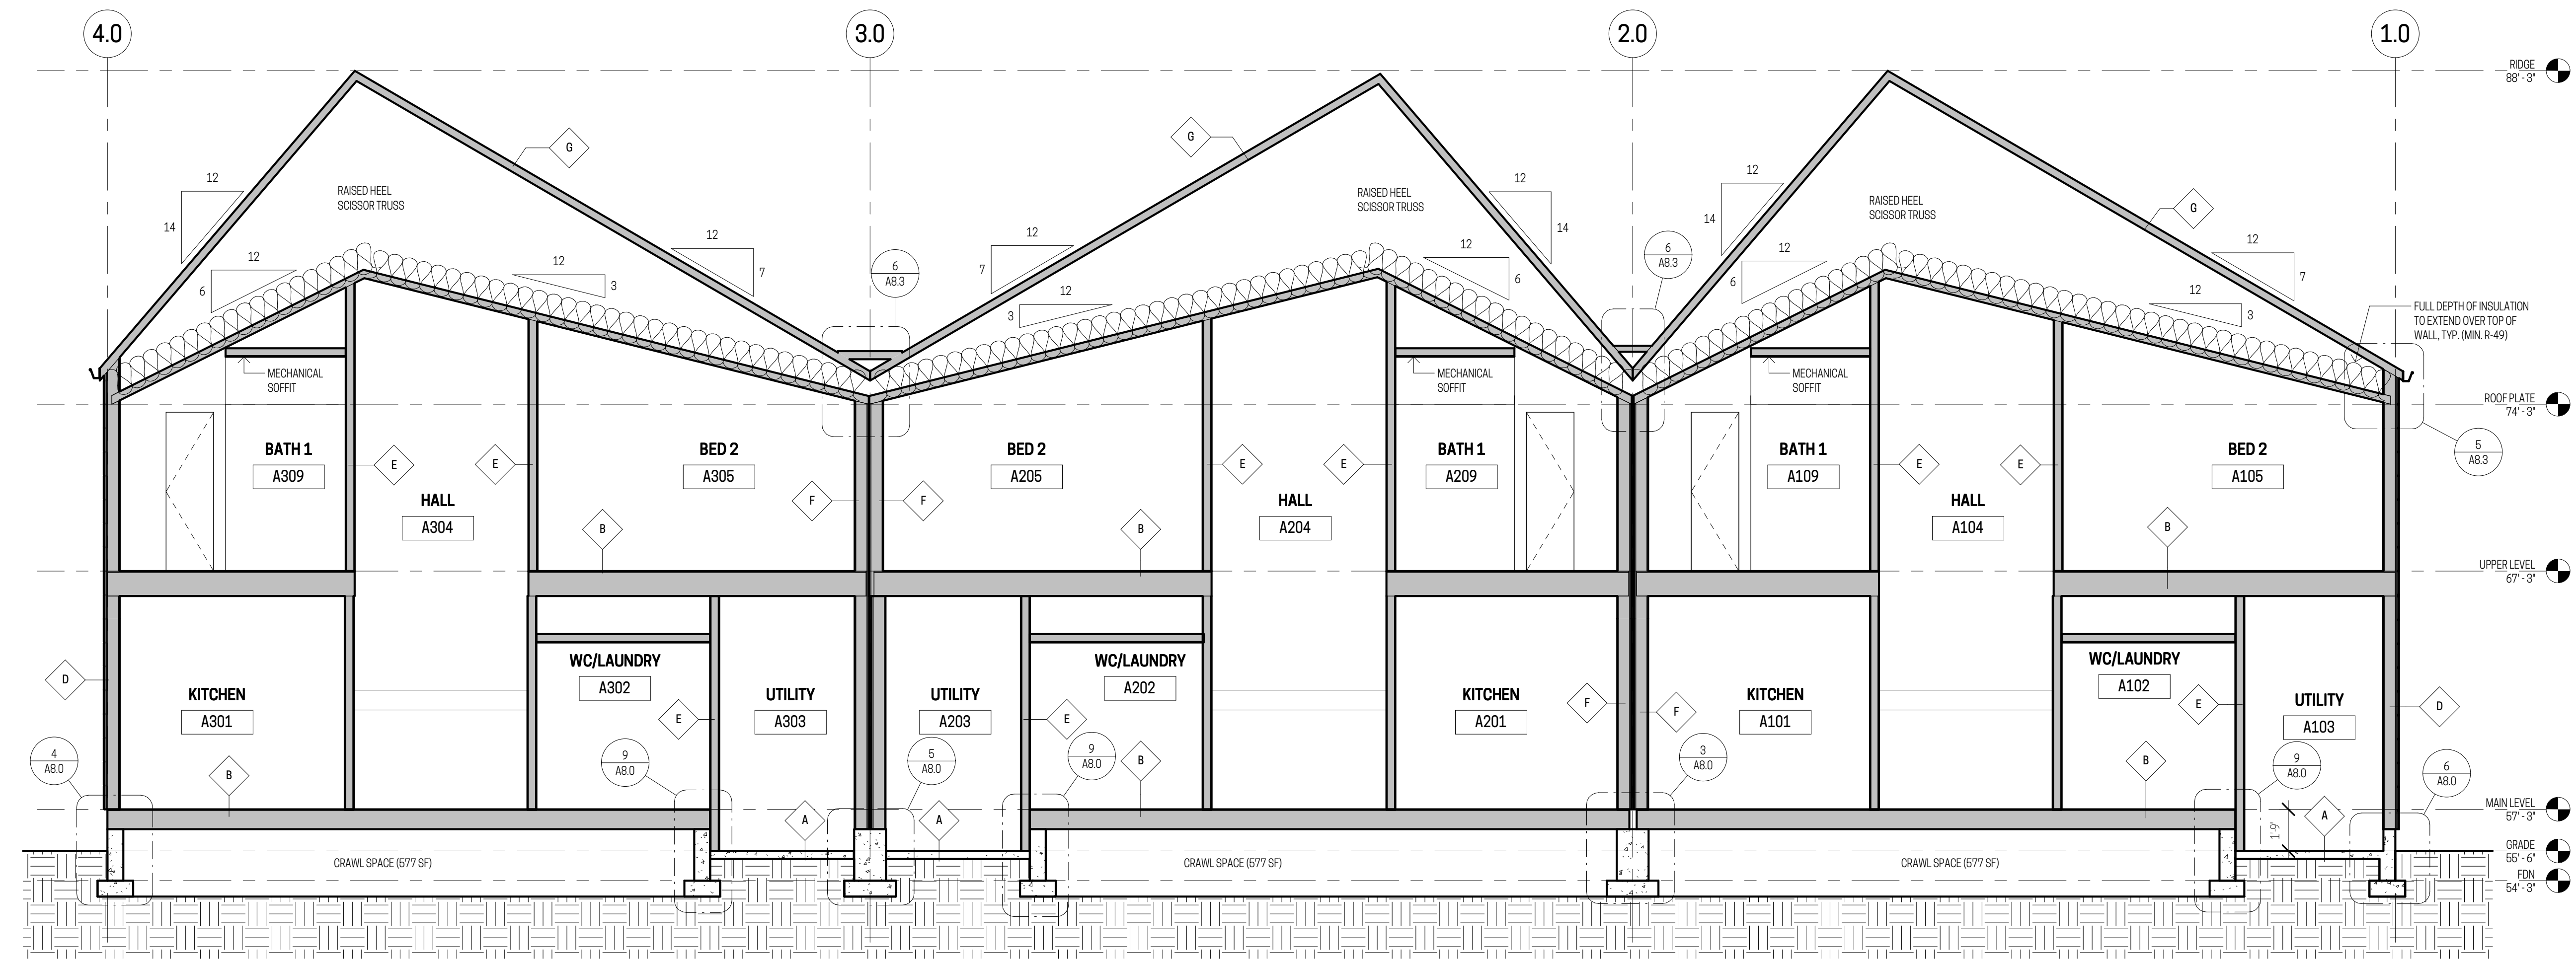 4.0
3.0
2.0
1.0
RIDGE
88' - 3"
G
G
G
12
14
RAISED HEEL
SCISSOR TRUSS
12
7
12
7
RAISED HEEL
SCISSOR TRUSS
12
14
12
14
RAISED HEEL
SCISSOR TRUSS
12
7
12
6
12
3
6
A8.3
12
3
12
6
6
A8.3
12
6
12
3
FULL DEPTH OF INSULATION
TO EXTEND OVER TOP OF
WALL, TYP. (MIN. R-49)
MECHANICAL
SOFFIT
MECHANICAL
SOFFIT
MECHANICAL
SOFFIT
ROOF PLATE
74' - 3"
5
A8.3
BATH 1
A309
E
HALL
A304
E
BED 2
A305
B
F
F
BED 2
A205
B
E
HALL
A204
E
BATH 1
A209
BATH 1
A109
E
HALL
A104
E
BED 2
A105
B
UPPER LEVEL
67' - 3"
D
KITCHEN
A301
WC/LAUNDRY
A302
E
UTILITY
A303
UTILITY
A203
E
WC/LAUNDRY
A202
KITCHEN
A201
F
F
KITCHEN
A101
WC/LAUNDRY
A102
E
UTILITY
A103
D
4
A8.0
B
9
A8.0
A
5
A8.0
A
9
A8.0
B
3
A8.0
B
9
A8.0
1'-9"
A
6
A8.0
MAIN LEVEL
57' - 3"
CRAWL SPACE (577 SF)
CRAWL SPACE (577 SF)
CRAWL SPACE (577 SF)
GRADE
55' - 6"
FDN
54' - 3"